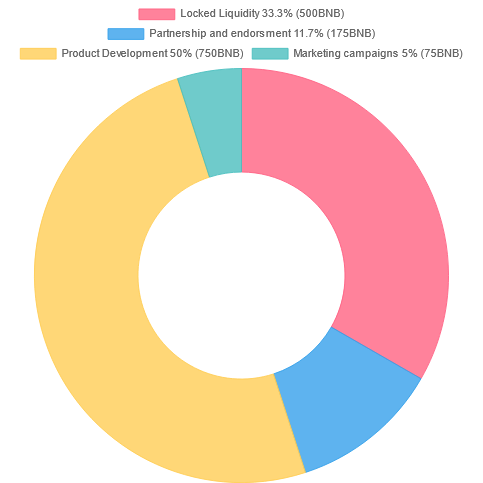 Locked Liquidity 33.3% (500BNB)
Partnership and endorsment 11.7% (175BNB)
Product Development 50% (750BNB) Marketing campaigns 5% (75BNB)